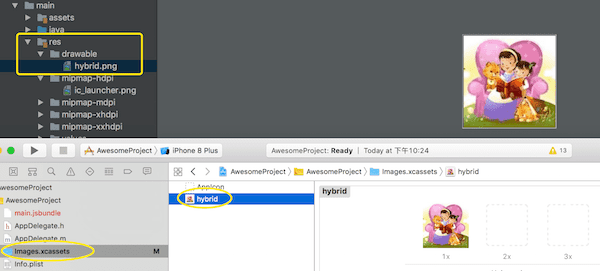 main
assets
java
res
drawable
hybrid.png
mipmap-hdpi
ic_launcher.png
mipmap-mdpi
mipmap-xhdpi
mipmap-xxhdpi
AwesomeProject
iPhone 8 Plus
AwesomeProject: Ready
Today at 下午10:24
13
AwesomeProject
AwesomeProject
Images.xcassets
hybrid
wesomeProject
AwesomeProject
main.jsbundle
AppDelegate.h
AppDelegate.m
Images.xcassets
M
Info.plist
AppIcon
hybrid
hybrid
1x
2x
3x